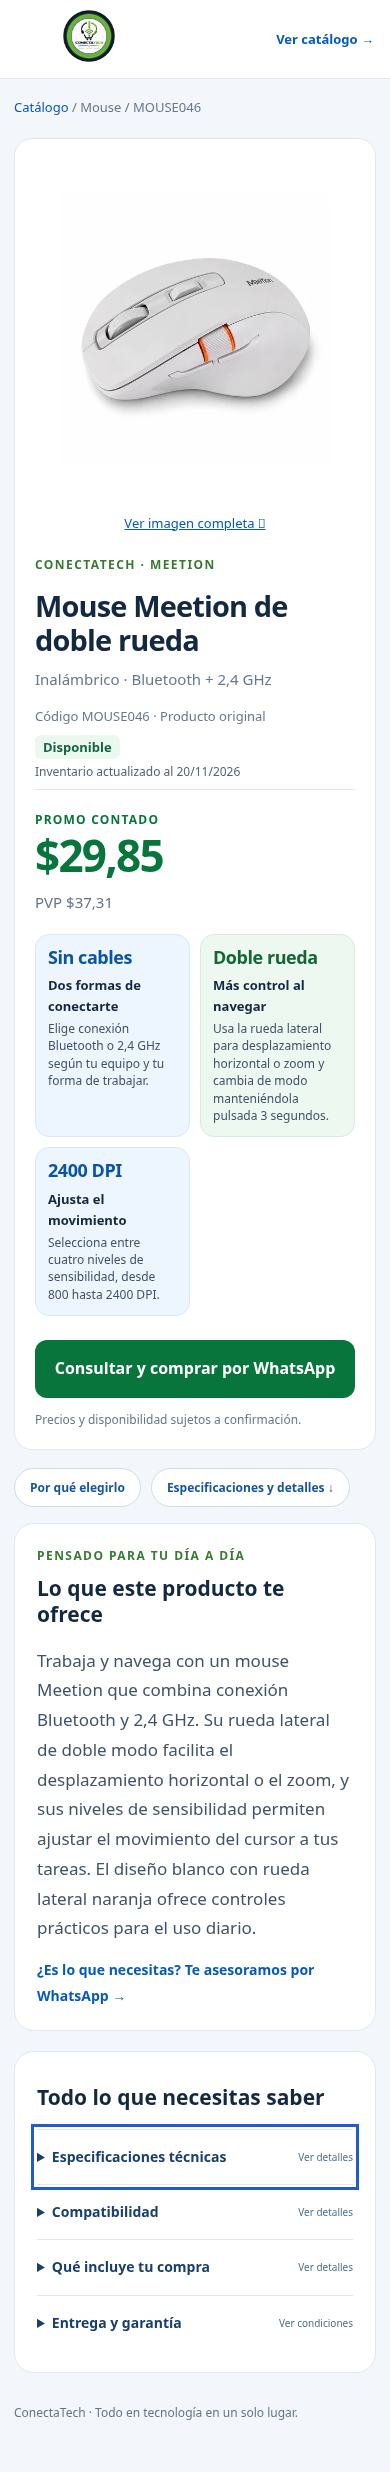 CONECTATECH
Ver catálogo →
Catálogo / Mouse / MOUSE046
Meetion
Ver imagen completa
CONECTATECH · MEETION
Mouse Meetion de
doble rueda
Inalámbrico · Bluetooth + 2,4 GHz
Código MOUSE046 · Producto original
Disponible
Inventario actualizado al 20/11/2026
PROMO CONTADO
$29,85
PVP $37,31
Sin cables
Dos formas de
conectarte
Elige conexión
Bluetooth o 2,4 GHz
según tu equipo y tu
forma de trabajar.
Doble rueda
Más control al
navegar
Usa la rueda lateral
para desplazamiento
horizontal o zoom y
cambia de modo
manteniéndola
pulsada 3 segundos.
2400 DPI
Ajusta el
movimiento
Selecciona entre
cuatro niveles de
sensibilidad, desde
800 hasta 2400 DPI.
Consultar y comprar por WhatsApp
Precios y disponibilidad sujetos a confirmación.
Por qué elegirlo
Especificaciones y detalles ↓
PENSADO PARA TU DÍA A DÍA
Lo que este producto te
ofrece
Trabaja y navega con un mouse
Meetion que combina conexión
Bluetooth y 2,4 GHz. Su rueda lateral
de doble modo facilita el
desplazamiento horizontal o el zoom, y
sus niveles de sensibilidad permiten
ajustar el movimiento del cursor a tus
tareas. El diseño blanco con rueda
lateral naranja ofrece controles
prácticos para el uso diario.
¿Es lo que necesitas? Te asesoramos por
WhatsApp →
Todo lo que necesitas saber
Especificaciones técnicas Ver detalles
Compatibilidad Ver detalles
Qué incluye tu compra Ver detalles
Entrega y garantía Ver condiciones
ConectaTech · Todo en tecnología en un solo lugar.